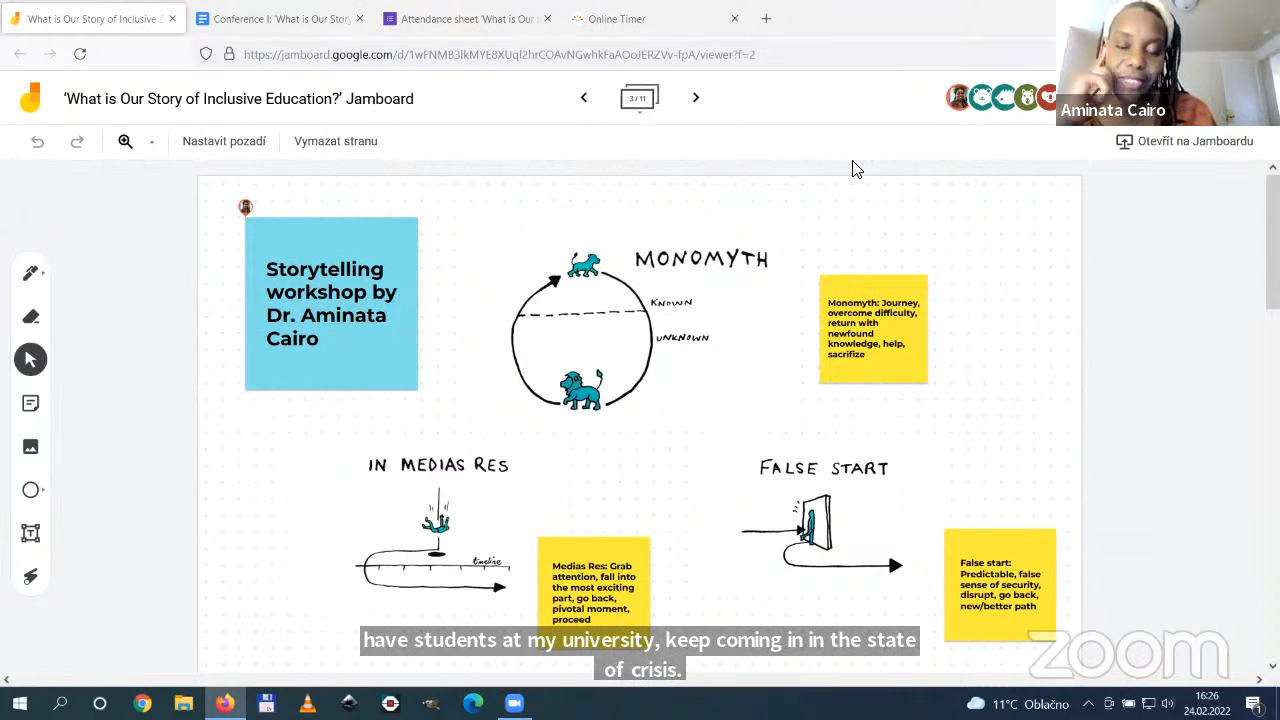 'What is Our Story of Inclusive E
Conference I: 'What is Our Story
Attendance sheet 'What is Our S
Online Timer
https://jamboard.google.com/d/1wFNM83lkMYE8XUql2hrCOAvNGwhkFaAOoJERZVv-fpA/viewer?f=2
'What is Our Story of Inclusive Education?' Jamboard
3 / 11
Aminata Cairo
Nastavit pozadí
Vymazat stranu
Otevřít na Jamboardu
Storytelling
workshop by
Dr. Aminata
Cairo
MONOMYTH
KNOWN
UNKNOWN
Monomyth: Journey,
overcome difficulty,
return with
newfound
knowledge, help,
sacrifize
IN MEDIAS RES
timeline
Medias Res: Grab
attention, fall into
the most exciting
part, go back,
pivotal moment,
proceed
FALSE START
False start:
Predictable, false
sense of security,
disrupt, go back,
new/better path
have students at my university, keep coming in in the state
of crisis.
zoom
11°C Oblačno
16:26
24.02.2022
1